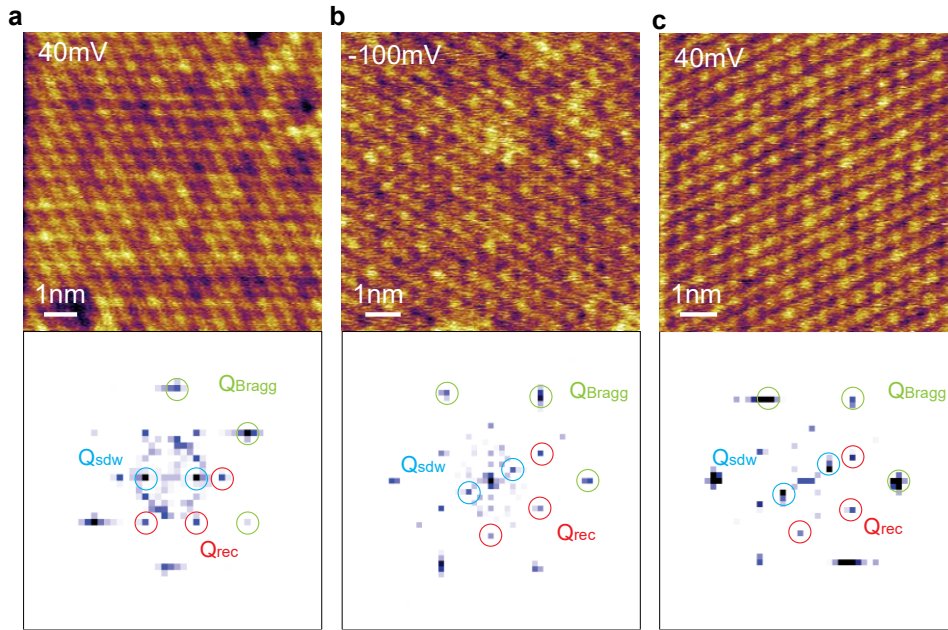 a
b
c
40mV
-100mV
40mV
1nm
1nm
1nm
QBragg
QBragg
QBragg
Qsdw
Qsdw
Qsdw
Qrec
Qrec
Qrec